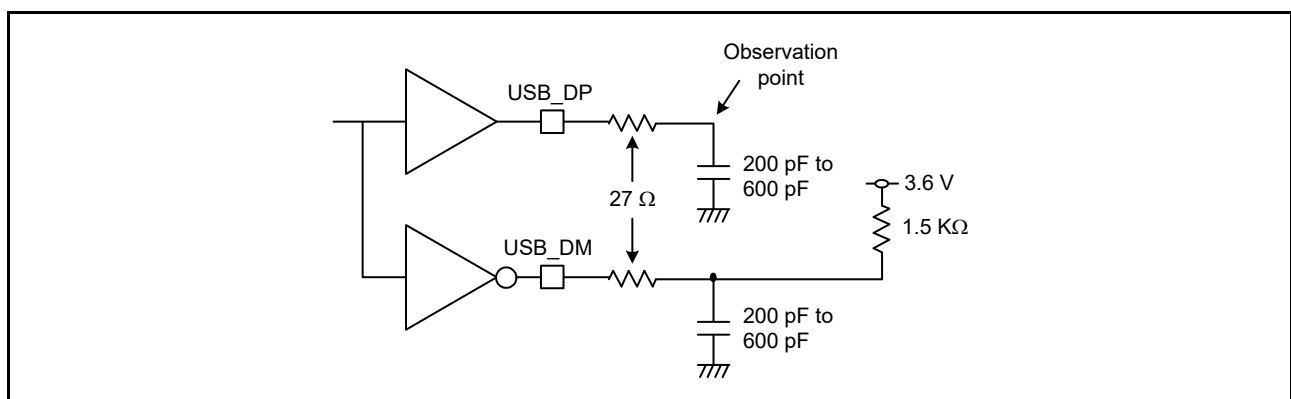 Observation
point
USB_DP
200 pF to
600 pF
27 Ω
3.6 V
1.5 KΩ
USB_DM
200 pF to
600 pF